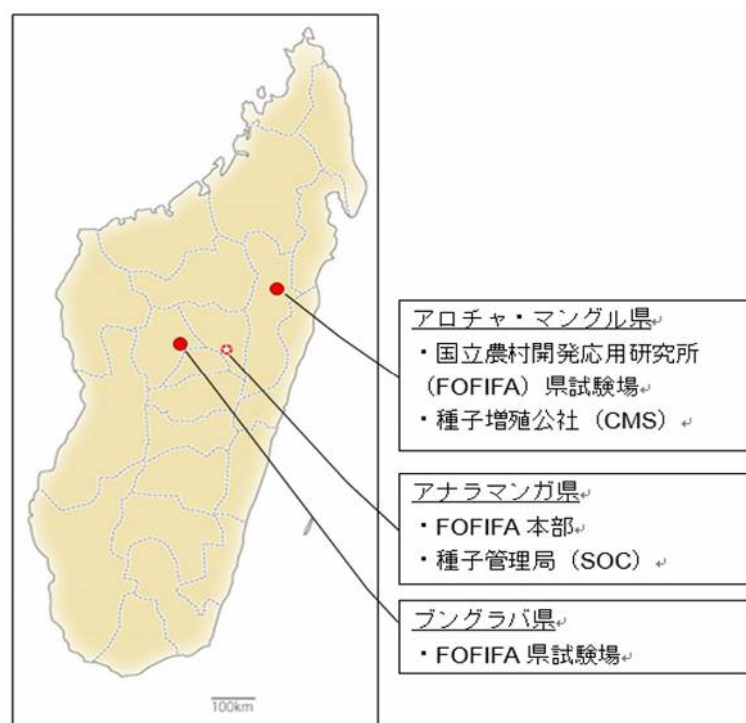 アロチャ・マングル県
・国立農村開発応用研究所
（FOFIFA）県試験場
・種子増殖公社（CMS）
アナラマンガ県
・FOFIFA 本部
・種子管理局（SOC）
ブングラバ県
・FOFIFA 県試験場
100km